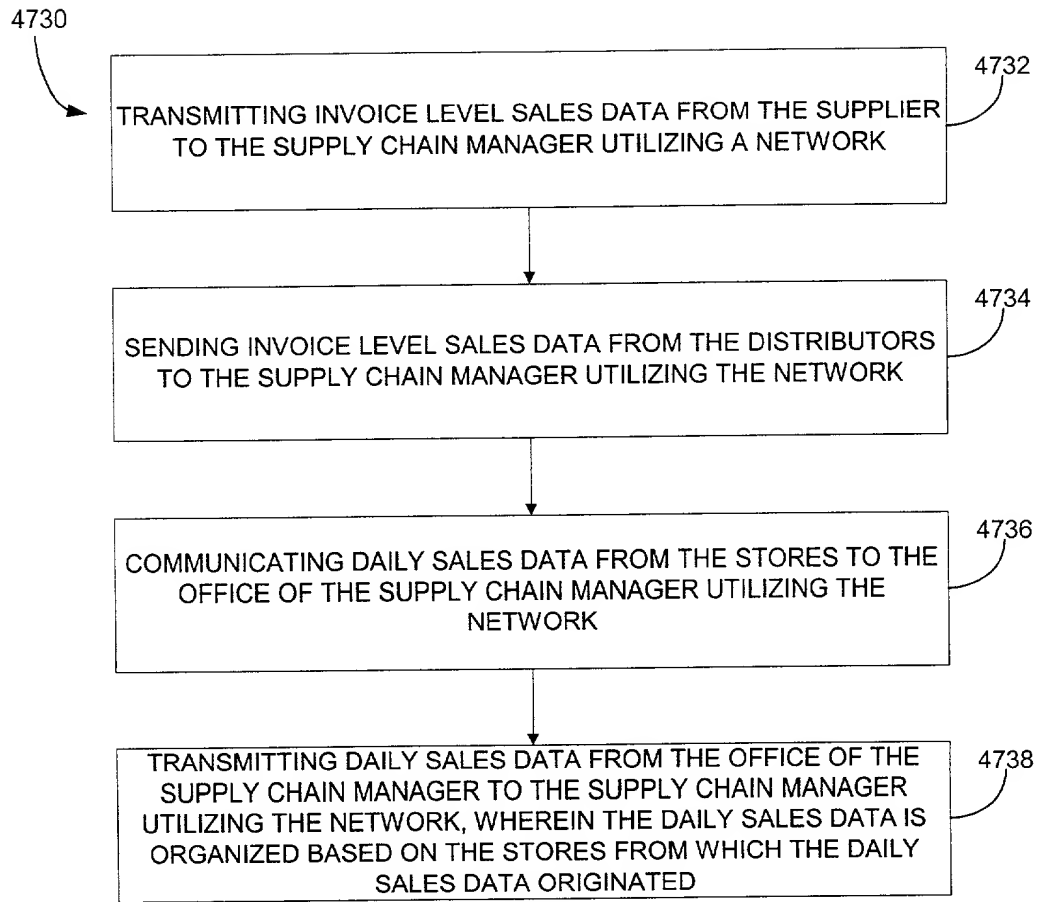 4730
4732
TRANSMITTING INVOICE LEVEL SALES DATA FROM THE SUPPLIER
TO THE SUPPLY CHAIN MANAGER UTILIZING A NETWORK
4734
SENDING INVOICE LEVEL SALES DATA FROM THE DISTRIBUTORS
TO THE SUPPLY CHAIN MANAGER UTILIZING THE NETWORK
4736
COMMUNICATING DAILY SALES DATA FROM THE STORES TO THE
OFFICE OF THE SUPPLY CHAIN MANAGER UTILIZING THE
NETWORK
4738
TRANSMITTING DAILY SALES DATA FROM THE OFFICE OF THE
SUPPLY CHAIN MANAGER TO THE SUPPLY CHAIN MANAGER
UTILIZING THE NETWORK, WHEREIN THE DAILY SALES DATA IS
ORGANIZED BASED ON THE STORES FROM WHICH THE DAILY
SALES DATA ORIGINATED